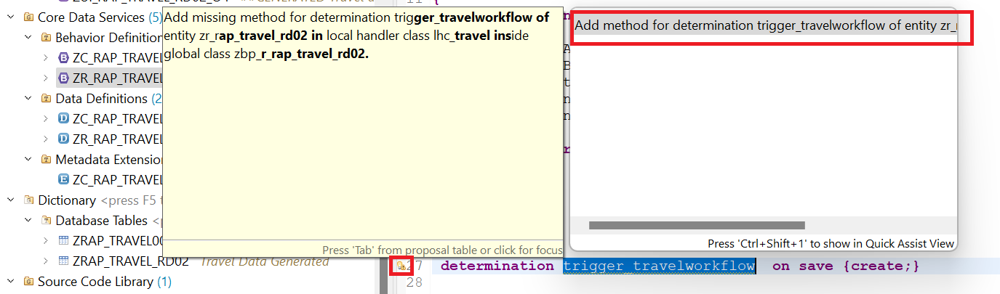 Core Data Services (5)
Behavior Definition
ZC_RAP_TRAVEL
ZR_RAP_TRAVEL
Data Definitions (2
ZC_RAP_TRAVEL
ZR_RAP_TRAVEL
Metadata Extension
ZC_RAP_TRAVEL
Dictionary <press F5 t
Database Tables <p
ZRAP_TRAVEL00
ZRAP_TRAVEL_RD02 Travel Data Generated
Source Code Library (1)
Add missing method for determination trigger_travelworkflow of
entity zr_rap_travel_rd02 in local handler class lhc_travel inside
global class zbp_r_rap_travel_rd02.
Press 'Tab' from proposal table or click for focus
11 {
Add method for determination trigger_travelworkflow of entity zr_
Press 'Ctrl+Shift+1' to show in Quick Assist View
27 determination trigger_travelworkflow on save {create;}
28